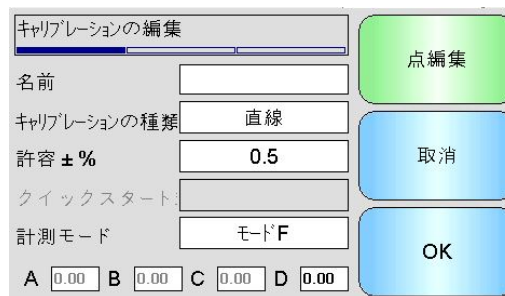 キャリブレーションの編集
点編集
名前
キャリブレーションの種類 直線
許容 ± % 0.5
取消
クイックスタート
計測モード モードF
OK
A 0.00 B 0.00 C 0.00 D 0.00